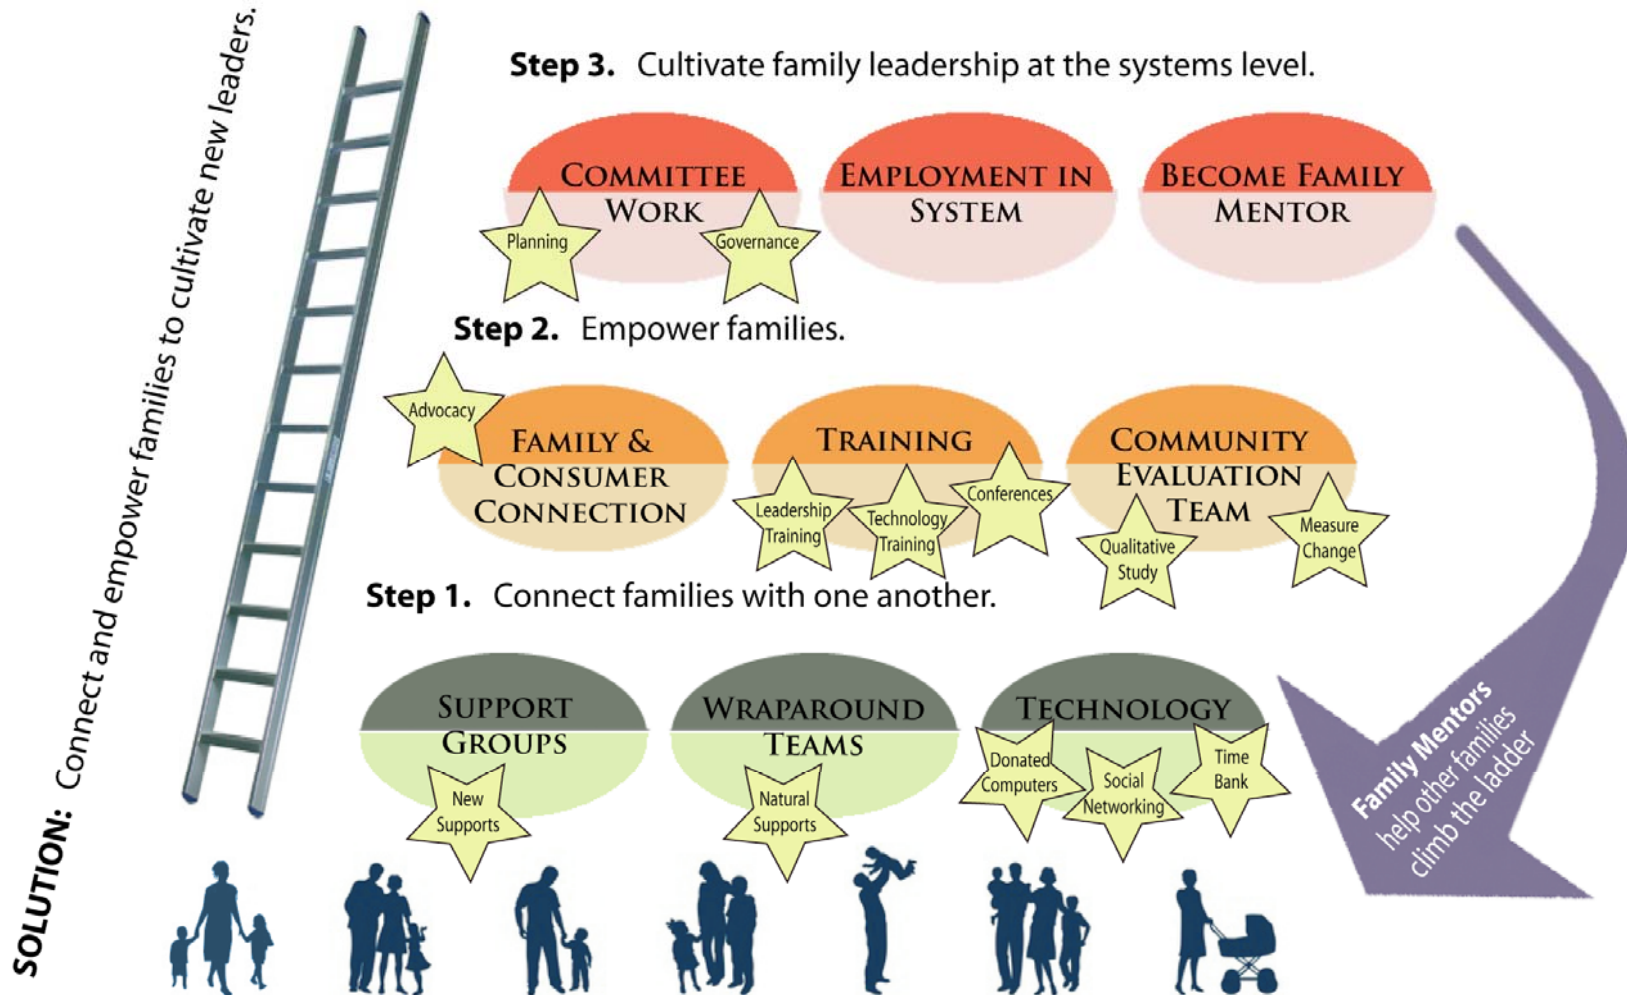 SOLUTION: Connect and empower families to cultivate new leaders.
Step 3. Cultivate family leadership at the systems level.
COMMITTEE
WORK
Planning
Governance
EMPLOYMENT IN
SYSTEM
BECOME FAMILY
MENTOR
Step 2. Empower families.
Advocacy
FAMILY &
CONSUMER
CONNECTION
TRAINING
Leadership
Training
Technology
Training
Conferences
COMMUNITY
EVALUATION
TEAM
Qualitative
Study
Measure
Change
Step 1. Connect families with one another.
SUPPORT
GROUPS
New
Supports
WRAPAROUND
TEAMS
Natural
Supports
TECHNOLOGY
Donated
Computers
Social
Networking
Time
Bank
Family Mentors
help other families
climb the ladder